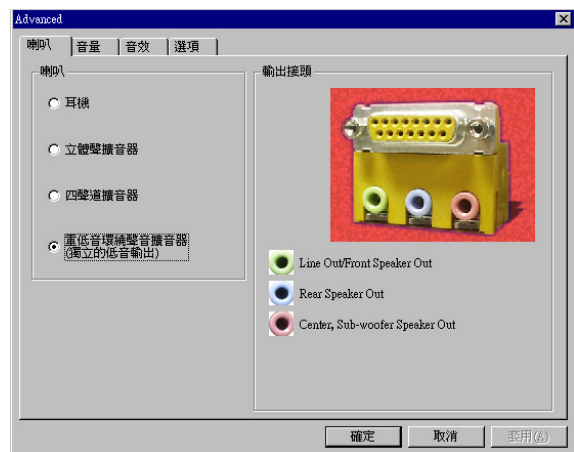 Advanced
喇叭
音量
音效
選項
喇叭
耳機
立體聲擴音器
四聲道擴音器
重低音環繞聲音擴音器
(獨立的低音輸出)
輸出接頭
Line Out/Front Speaker Out
Rear Speaker Out
Center, Sub-woofer Speaker Out
確定
取消
套用(A)